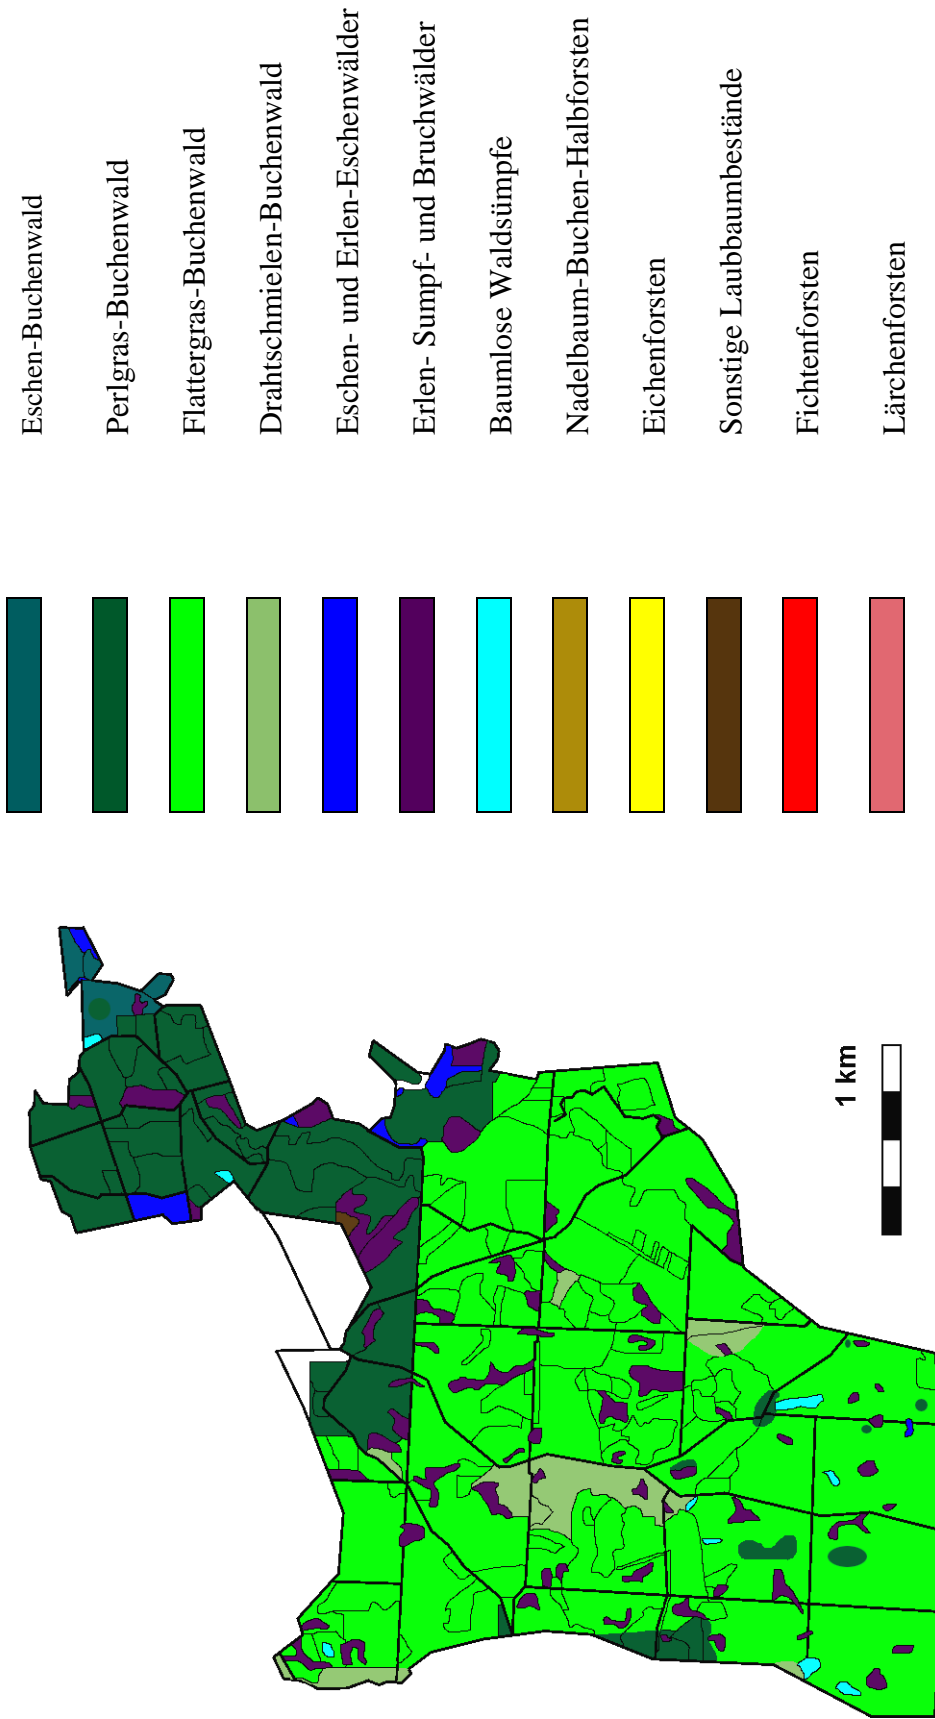 Eschen-Buchenwald
Perlgras-Buchenwald
Flattergras-Buchenwald
Drahtschmielen-Buchenwald
Eschen- und Erlen-Eschenwälder
Erlen- Sumpf- und Bruchwälder
Baumlose Waldsümpfe
Nadelbaum-Buchen-Halbforsten
Eichenforsten
Sonstige Laubbaumbestände
Fichtenforsten
Lärchenforsten
1 km